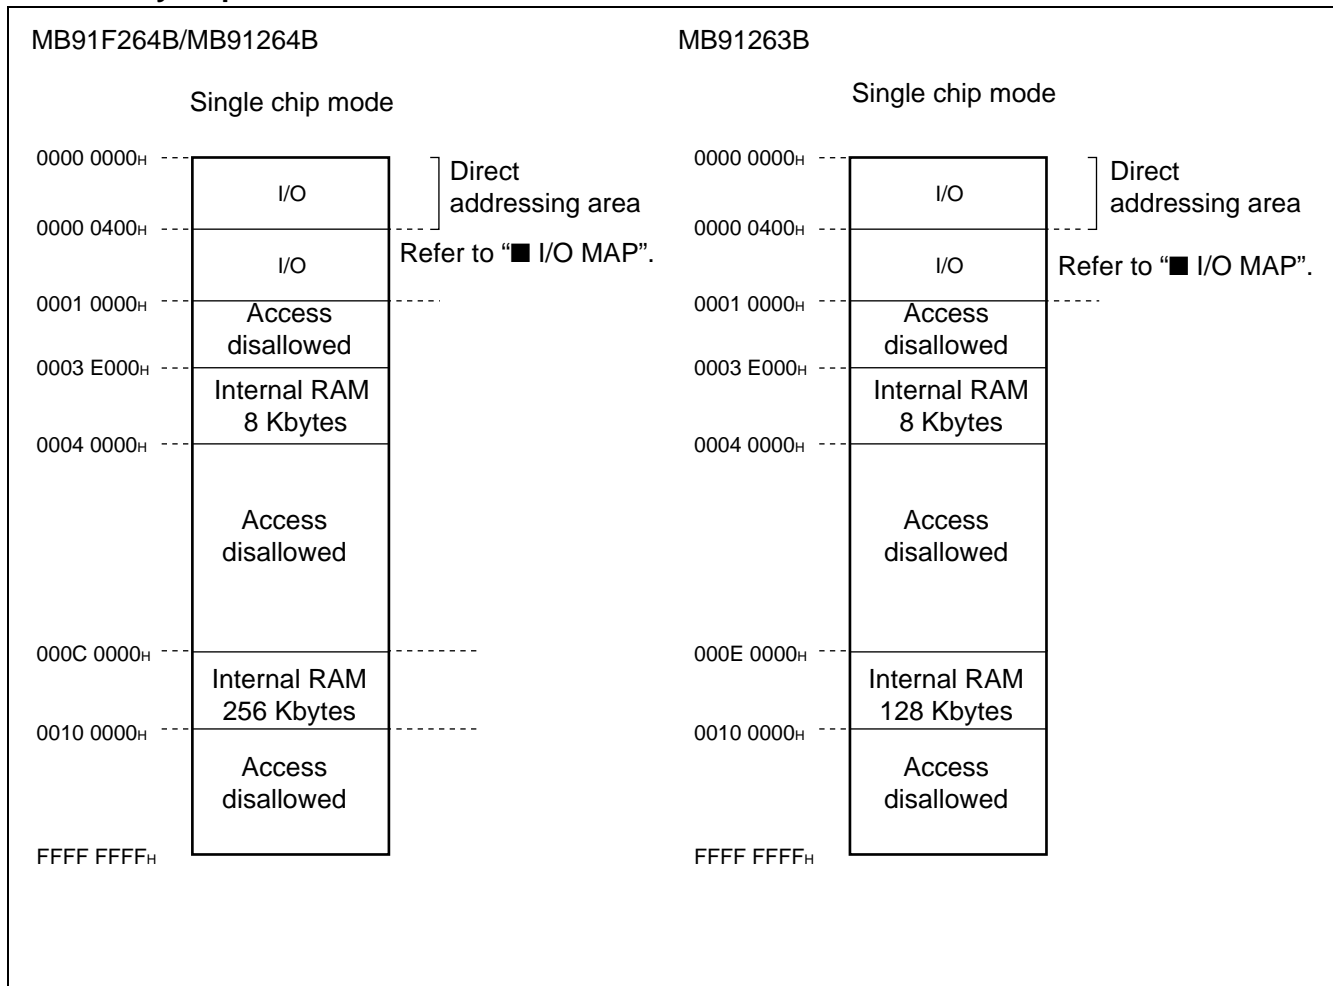 MB91F264B/MB91264B
Single chip mode
0000 0000H
I/O
Direct
addressing area
0000 0400H
I/O
Refer to “■ I/O MAP”.
0001 0000H
Access
disallowed
0003 E000H
Internal RAM
8 Kbytes
0004 0000H
Access
disallowed
000C 0000H
Internal RAM
256 Kbytes
0010 0000H
Access
disallowed
FFFF FFFFH
MB91263B
Single chip mode
0000 0000H
I/O
Direct
addressing area
0000 0400H
I/O
Refer to “■ I/O MAP”.
0001 0000H
Access
disallowed
0003 E000H
Internal RAM
8 Kbytes
0004 0000H
Access
disallowed
000E 0000H
Internal RAM
128 Kbytes
0010 0000H
Access
disallowed
FFFF FFFFH